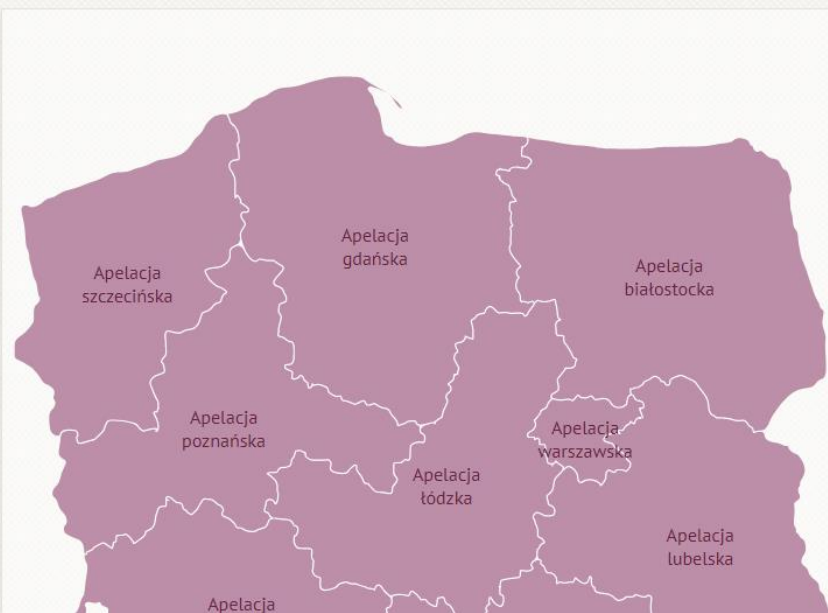 Apelacja
gdańska
Apelacja
szczecińska
Apelacja
białostocka
Apelacja
poznańska
Apelacja
warszawska
Apelacja
łódzka
Apelacja
lubelska
Apelacja